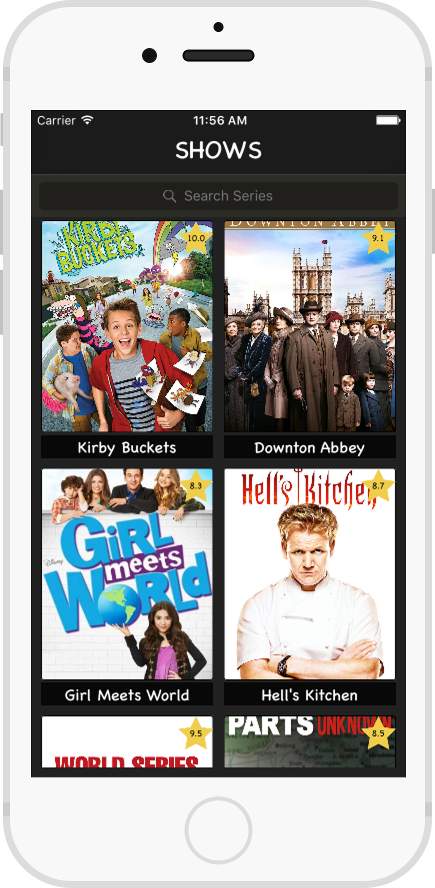 Carrier
11:56 AM
SHOWS
Search Series
KIRBY
BUCKETS
10.0
DOWNTON ABBEY
9.1
Kirby Buckets
Downton Abbey
8.3
Disney
GIRL
meets
WORLD
Hell's Kitchen
8.7
Girl Meets World
Hell's Kitchen
9.5
WORLD SERIES
PARTS UNKNOWN
8.5